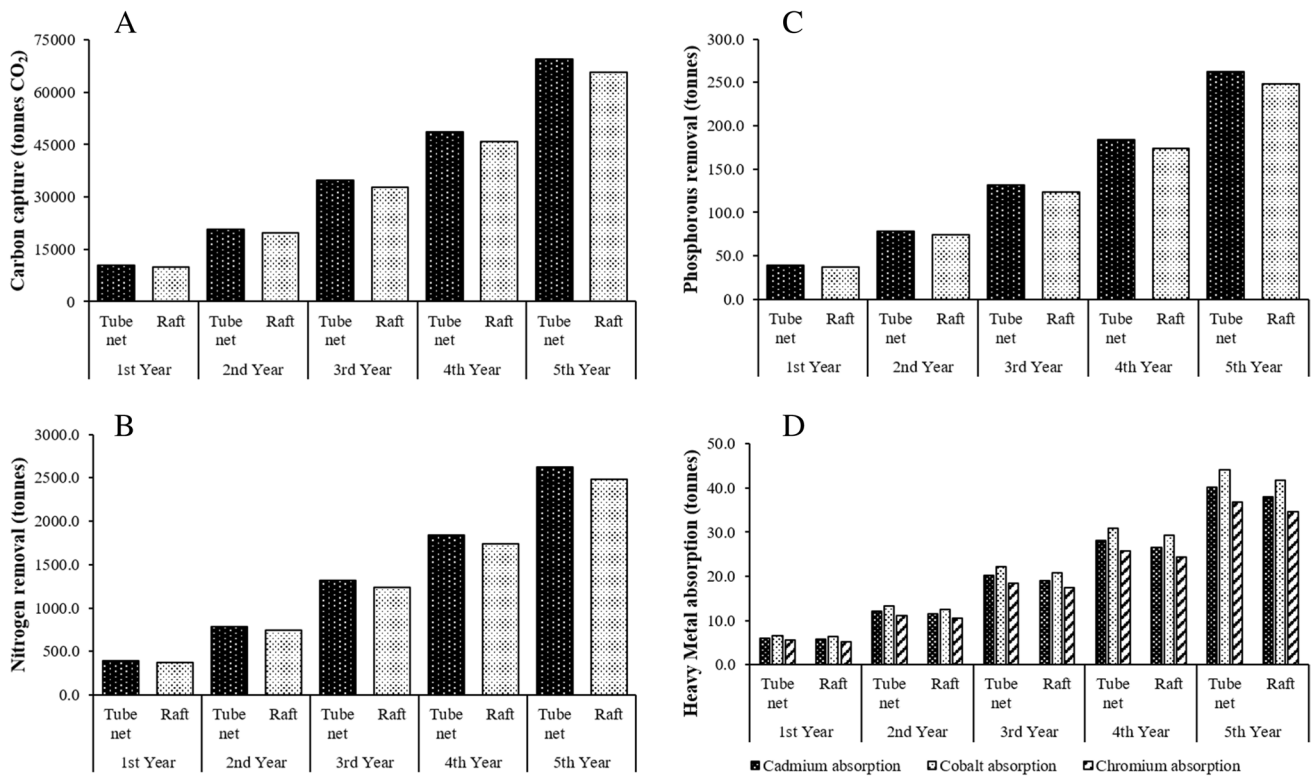 A
Carbon capture (tonnes CO₂)
75000
60000
45000
30000
15000
0
Tube net
Raft
Tube net
Raft
Tube net
Raft
Tube net
Raft
Tube net
Raft
1st Year
2nd Year
3rd Year
4th Year
5th Year
C
Phosphorous removal (tonnes)
300.0
250.0
200.0
150.0
100.0
50.0
0.0
Tube net
Raft
Tube net
Raft
Tube net
Raft
Tube net
Raft
Tube net
Raft
1st Year
2nd Year
3rd Year
4th Year
5th Year
B
Nitrogen removal (tonnes)
3000.0
2500.0
2000.0
1500.0
1000.0
500.0
0.0
Tube net
Raft
Tube net
Raft
Tube net
Raft
Tube net
Raft
Tube net
Raft
1st Year
2nd Year
3rd Year
4th Year
5th Year
D
Heavy Metal absorption (tonnes)
50.0
40.0
30.0
20.0
10.0
0.0
Tube net
Raft
Tube net
Raft
Tube net
Raft
Tube net
Raft
Tube net
Raft
1st Year
2nd Year
3rd Year
4th Year
5th Year
Cadmium absorption
Cobalt absorption
Chromium absorption